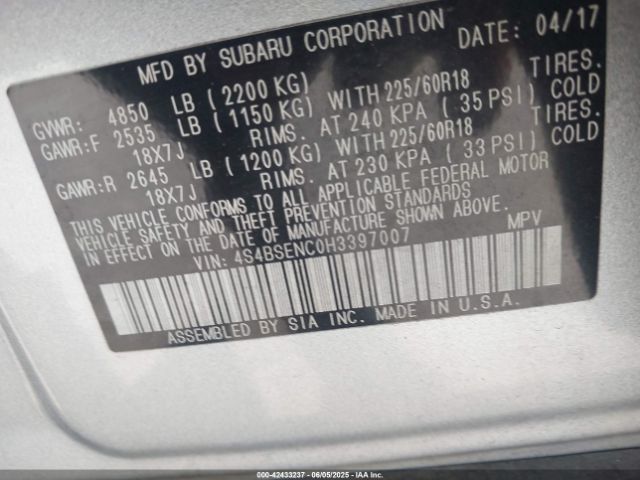 MFD BY SUBARU CORPORATION DATE: 04/17
GVWR: 4850 LB ( 2200 KG)
GAWR:F 2535 LB ( 1150 KG) WITH 225/60R18 TIRES.
18X7J RIMS. AT 240 KPA ( 35 PSI) COLD
GAWR:R 2645 LB ( 1200 KG) WITH 225/60R18 TIRES.
18X7J RIMS. AT 230 KPA ( 33 PSI) COLD
THIS VEHICLE CONFORMS TO ALL APPLICABLE FEDERAL MOTOR
VEHICLE SAFETY AND THEFT PREVENTION STANDARDS
IN EFFECT ON THE DATE OF MANUFACTURE SHOWN ABOVE.
VIN: 4S4BSENC0H3397007 MPV
ASSEMBLED BY SIA INC. MADE IN U.S.A.
000-42433237 - 06/05/2025 - IAAI Inc.